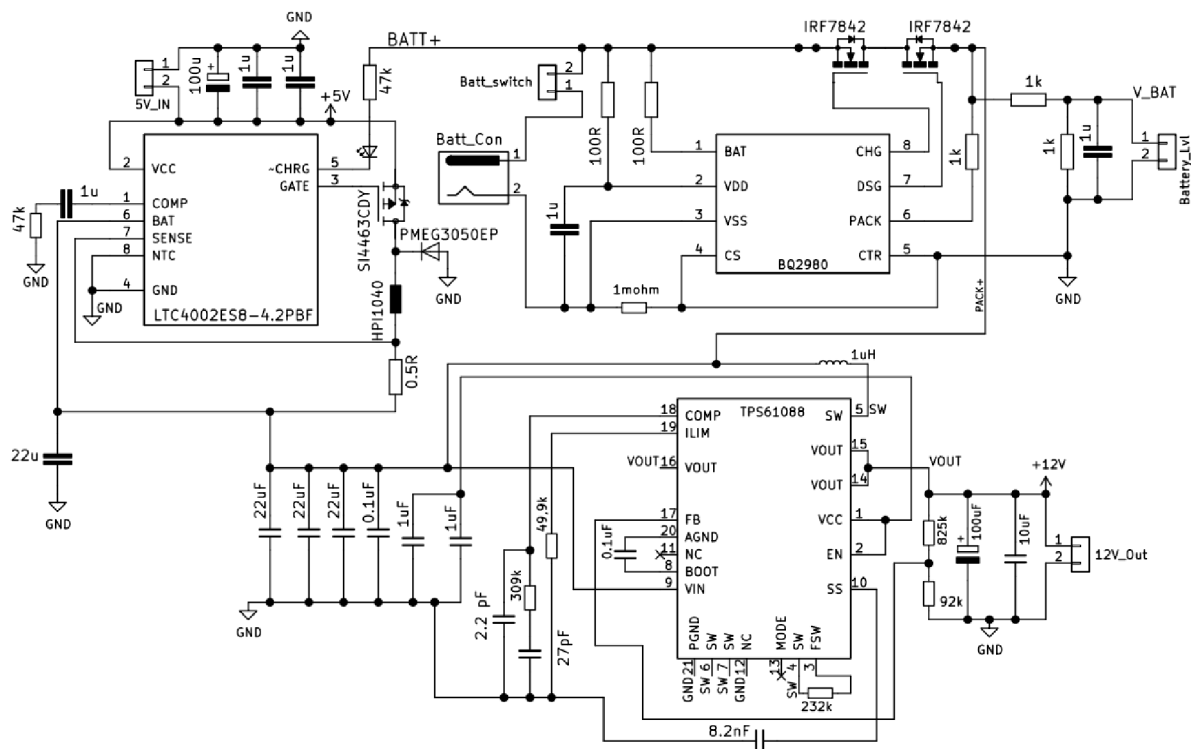 GND
IRF7842
IRF7842
BATT+
5V_IN
1
2
100u
1u
1u
+5V
47k
Batt_switch
2
1
100R
100R
1k
V_BAT
1k
1k
1u
1
2
Battery_Lvl
Batt_Con
1
2
1u
1 BAT
2 VDD
3 VSS
4 CS
CHG 8
DSG 7
PACK 6
CTR 5
BQ2980
2 VCC
1 COMP
6 BAT
7 SENSE
8 NTC
4 GND
~CHRG 5
GATE 3
LTC4002ES8-4.2PBF
1u
47k
GND
GND
SI4463CDY
PMEG3050EP
GND
HPI1040
0.5R
1mohm
PACK+
GND
1uH
22u
GND
22uF
22uF
22uF
0.1uF
1uF
1uF
GND
TPS61088
18 COMP
19 ILIM
VOUT 16 VOUT
17 FB
20 AGND
11 NC
8 BOOT
9 VIN
SW 5 SW
VOUT 15
VOUT 14
VCC 1
EN 2
SS 10
PGND
SW
SW
NC
MODE
SW
FSW
GND 21
SW 6
SW 7
GND 12
13
SW 4
3
49.9k
0.1uF
309k
2.2 pF
27pF
232k
8.2nF
VOUT
+12V
825k
100uF
10uF
92k
1
2
12V_Out
GND